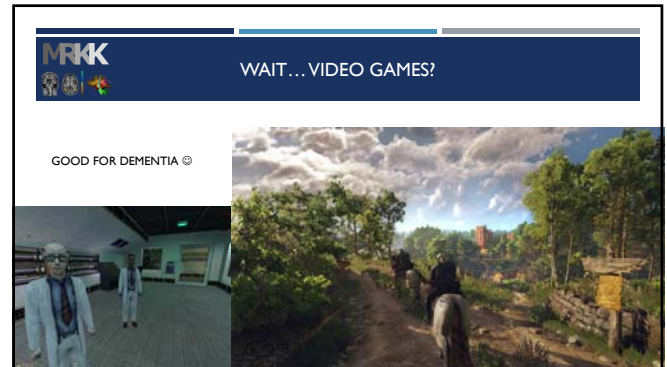 MRKK
WAIT… VIDEO GAMES?
GOOD FOR DEMENTIA ☺